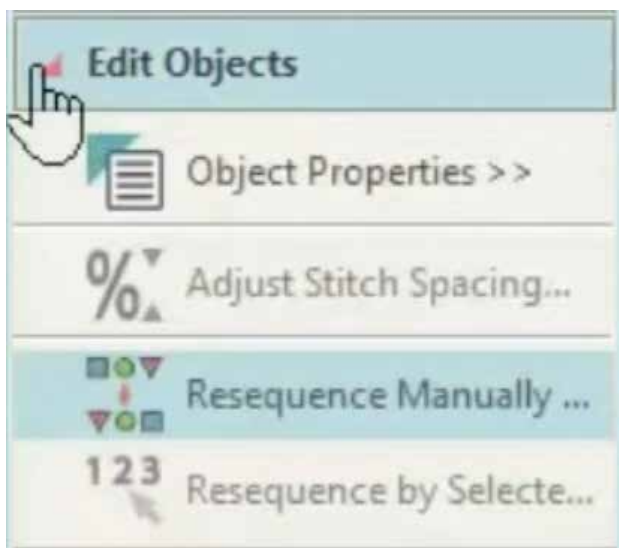 Edit Objects
Object Properties >>
% Adjust Stitch Spacing...
Resequence Manually ...
123 Resequence by Selecte...